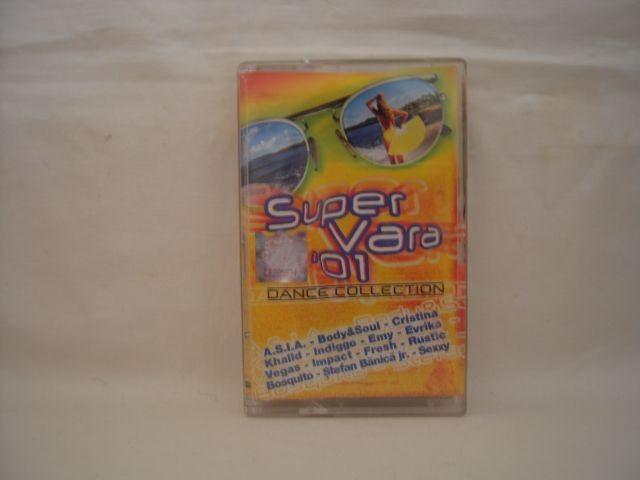 Super
Vara
'01
DANCE COLLECTION
A.S.I.A. - Body&Soul - Cristina
Khalid - Indiggo - Emy - Evrika
Vegas - Impact - Fresh - Rustic
Bosquito - Ștefan Bănică jr. - Sexxy